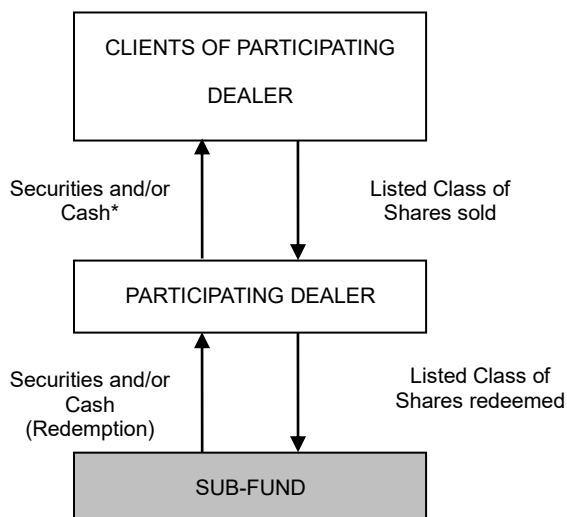 CLIENTS OF PARTICIPATING
DEALER
Securities and/or
Cash*
Listed Class of
Shares sold
PARTICIPATING DEALER
Securities and/or
Cash
(Redemption)
Listed Class of
Shares redeemed
SUB-FUND